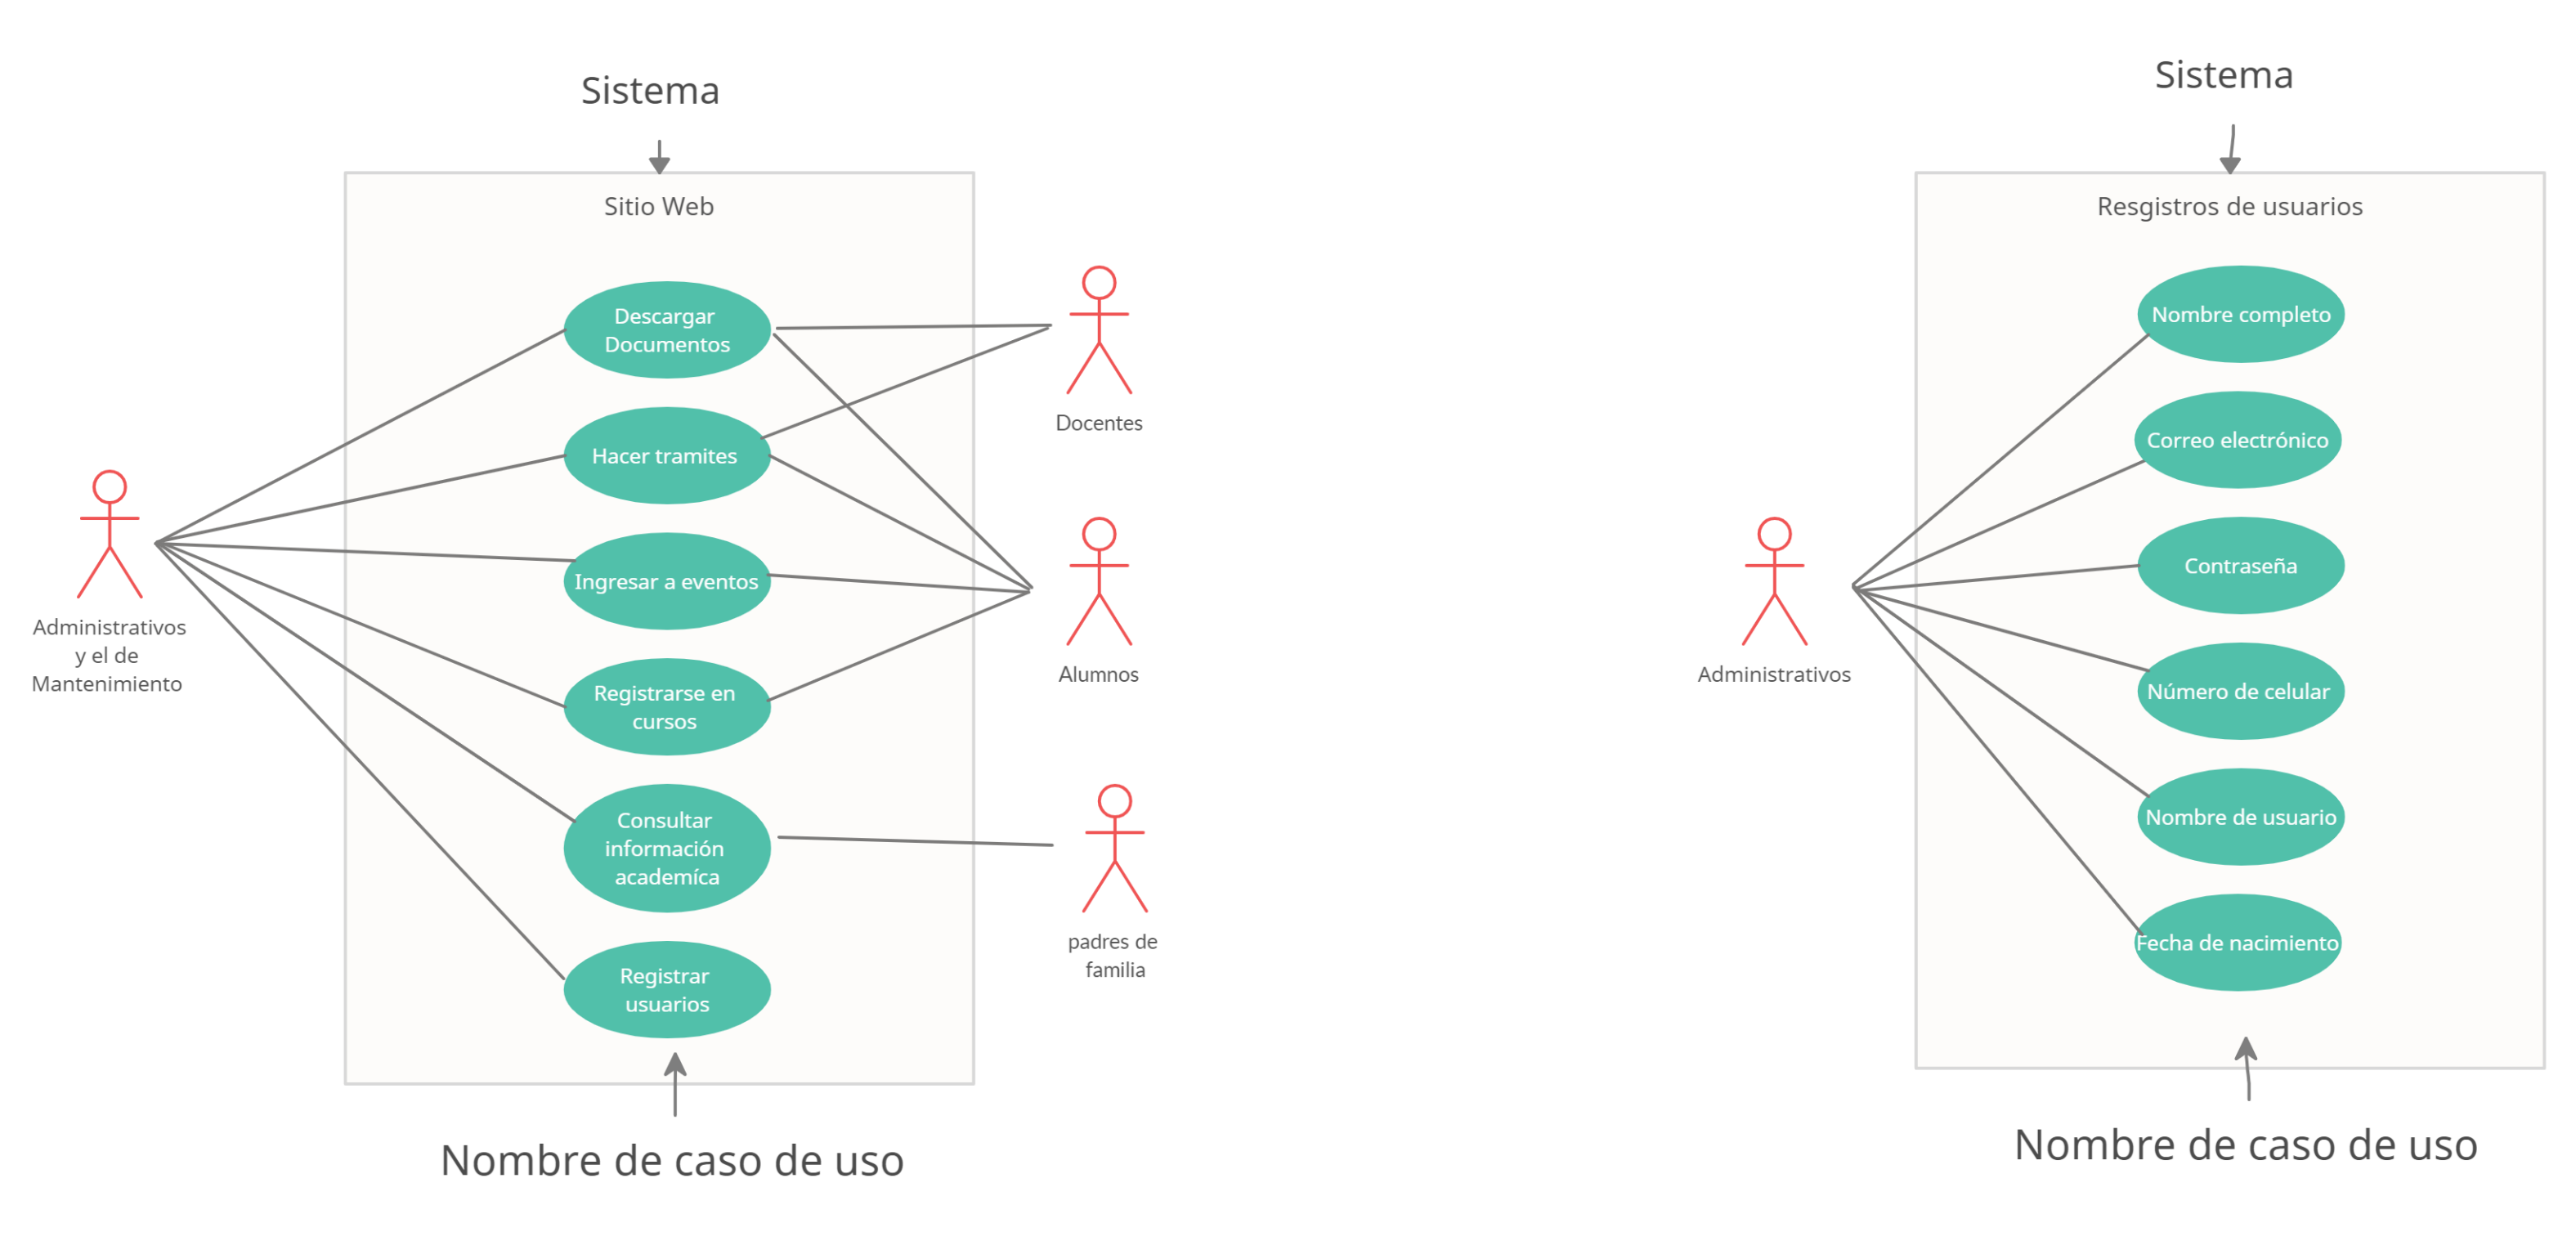 Sistema
Sitio Web
Descargar
Documentos
Hacer tramites
Ingresar a eventos
Registrarse en
cursos
Consultar
información
academíca
Registrar
usuarios
Administrativos
y el de
Mantenimiento
Docentes
Alumnos
padres de
familia
Nombre de caso de uso
Sistema
Resgistros de usuarios
Nombre completo
Correo electrónico
Contraseña
Número de celular
Nombre de usuario
Fecha de nacimiento
Administrativos
Nombre de caso de uso